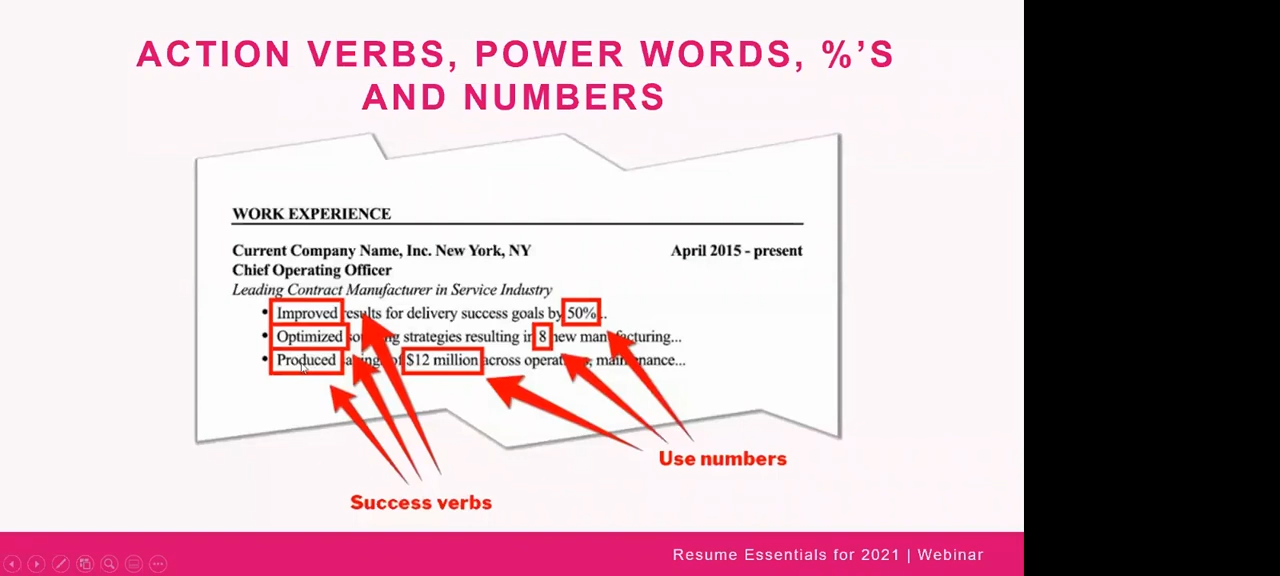 ACTION VERBS, POWER WORDS, %'S
AND NUMBERS
WORK EXPERIENCE
Current Company Name, Inc. New York, NY April 2015 - present
Chief Operating Officer
Leading Contract Manufacturer in Service Industry
• Improved results for delivery success goals by 50%..
• Optimized strategies resulting in 8 new manufacturing...
• Produced of $12 million across maintenance...
Use numbers
Success verbs
Resume Essentials for 2021 | Webinar